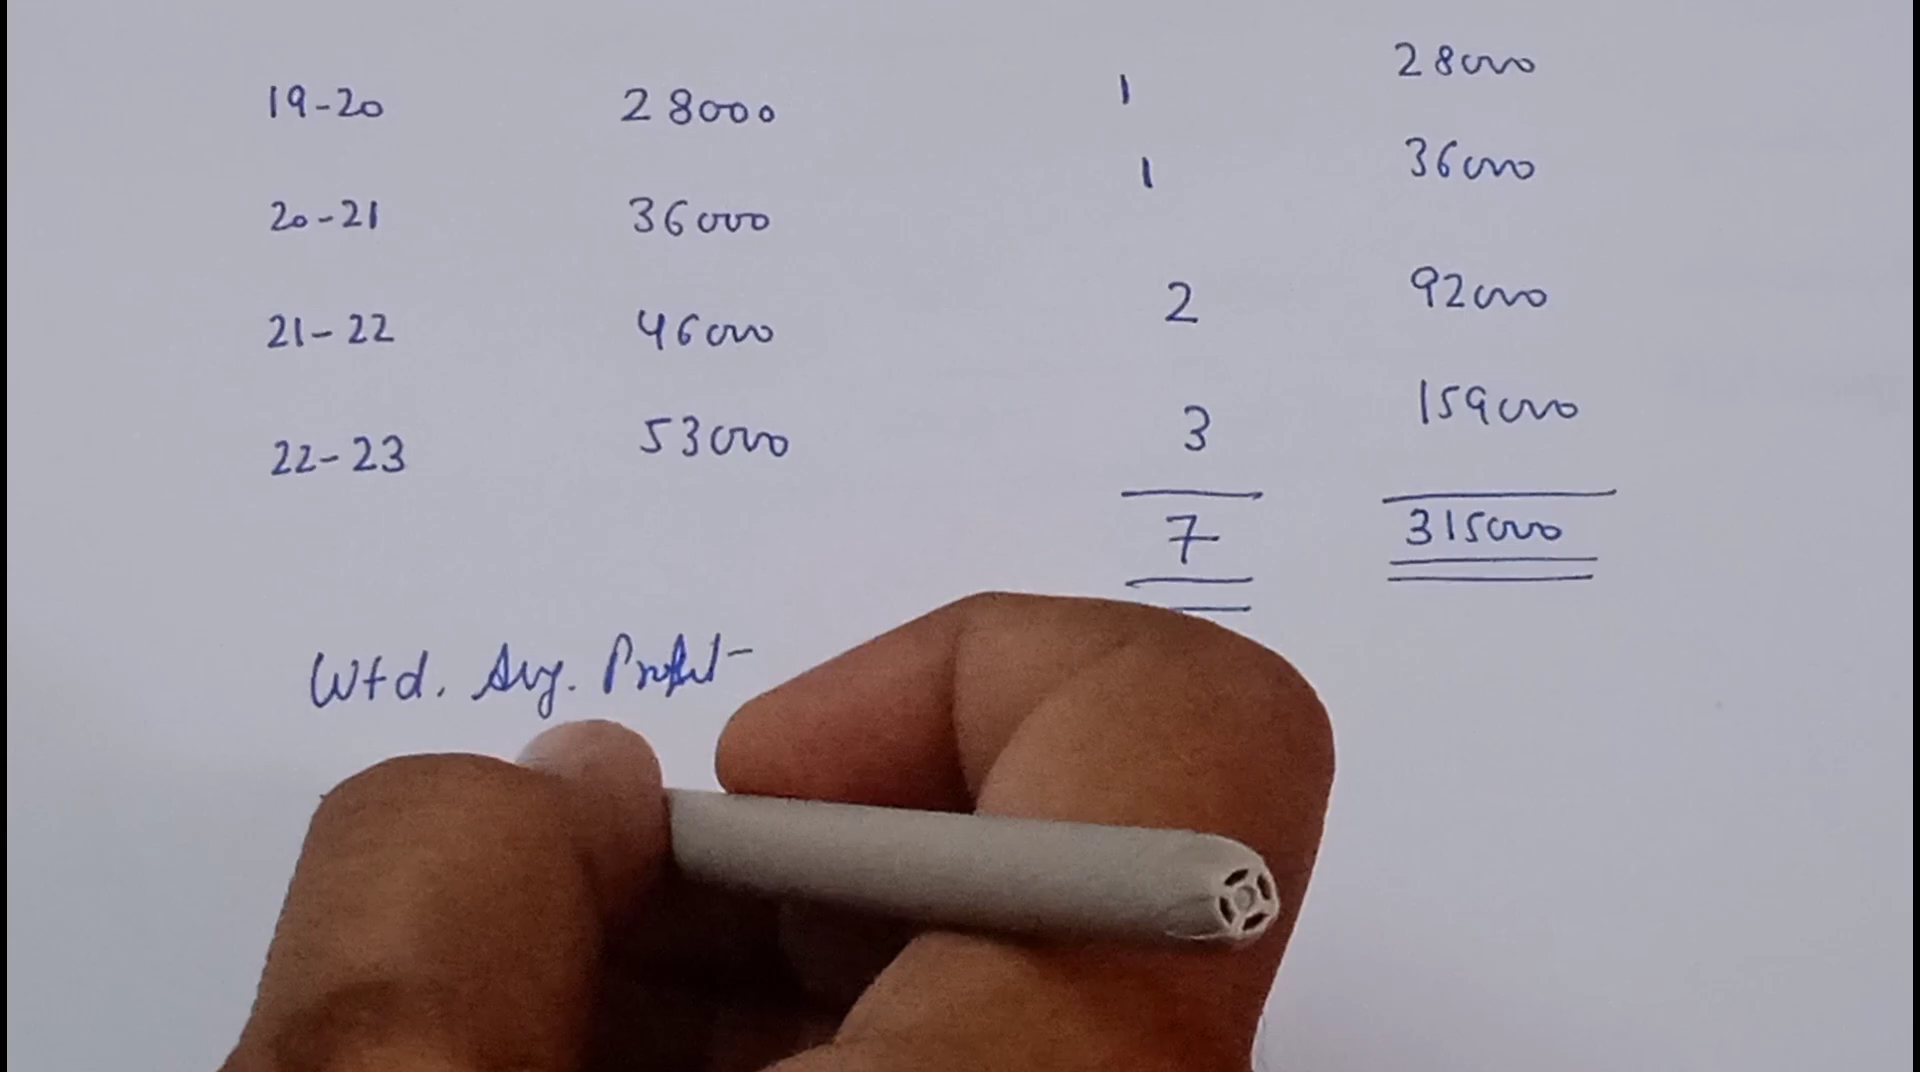 19-20 28000 1 28000
20-21 36000 1 36000
21-22 46000 2 92000
22-23 53000 3 159000
7 315000
Wtd. Avg. Profit-